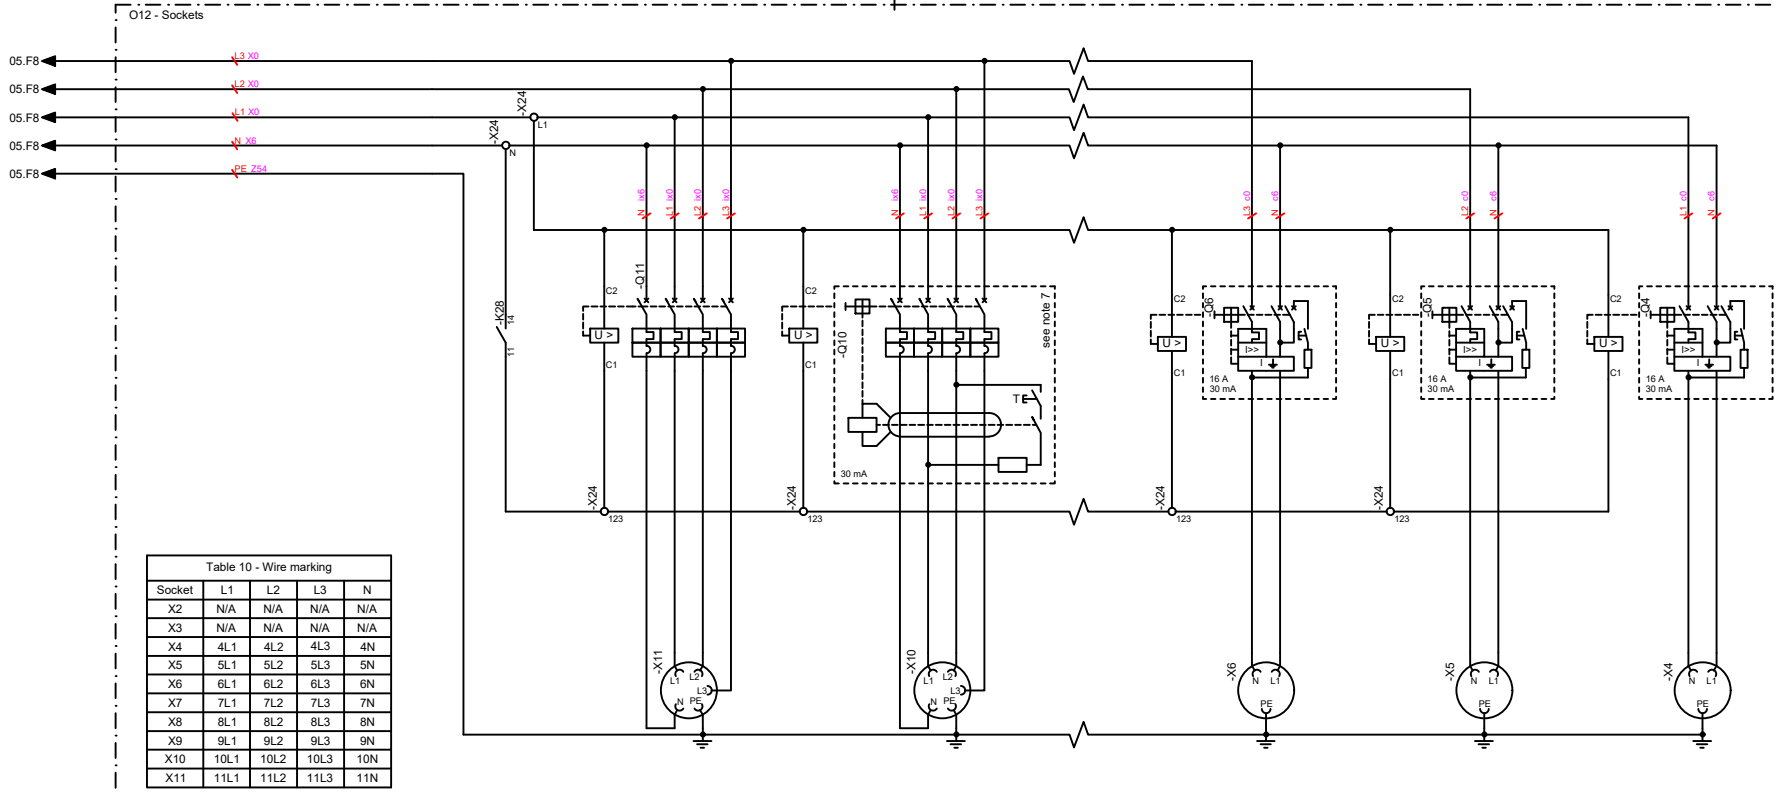 O12 - Sockets
05.F8
L3 X0
05.F8
L2 X0
05.F8
L1 X0
05.F8
N X6
05.F8
PE Z54
-X24
L1
-X24
N
N ix6
L1 ix0
L2 ix0
L3 ix0
N ix6
L1 ix0
L2 ix0
L3 ix0
L3 c0
N c6
L2 c0
N c6
L1 c0
N c6
-K28
14
11
C2
-Q11
U >
C1
C2
U >
C1
-Q10
see note 7
T
30 mA
C2
U >
C1
-Q6
I>>
I
16 A
30 mA
C2
U >
C1
-Q5
I>>
I
16 A
30 mA
C2
U >
C1
-Q4
I>>
I
16 A
30 mA
-X24
123
-X24
123
-X24
123
-X24
123
-X11
L1 L2
L3
N PE
-X10
L1 L2
L3
N PE
-X6
N L1
PE
-X5
N L1
PE
-X4
N L1
PE
Table 10 - Wire marking
Socket L1 L2 L3 N
X2 N/A N/A N/A N/A
X3 N/A N/A N/A N/A
X4 4L1 4L2 4L3 4N
X5 5L1 5L2 5L3 5N
X6 6L1 6L2 6L3 6N
X7 7L1 7L2 7L3 7N
X8 8L1 8L2 8L3 8N
X9 9L1 9L2 9L3 9N
X10 10L1 10L2 10L3 10N
X11 11L1 11L2 11L3 11N